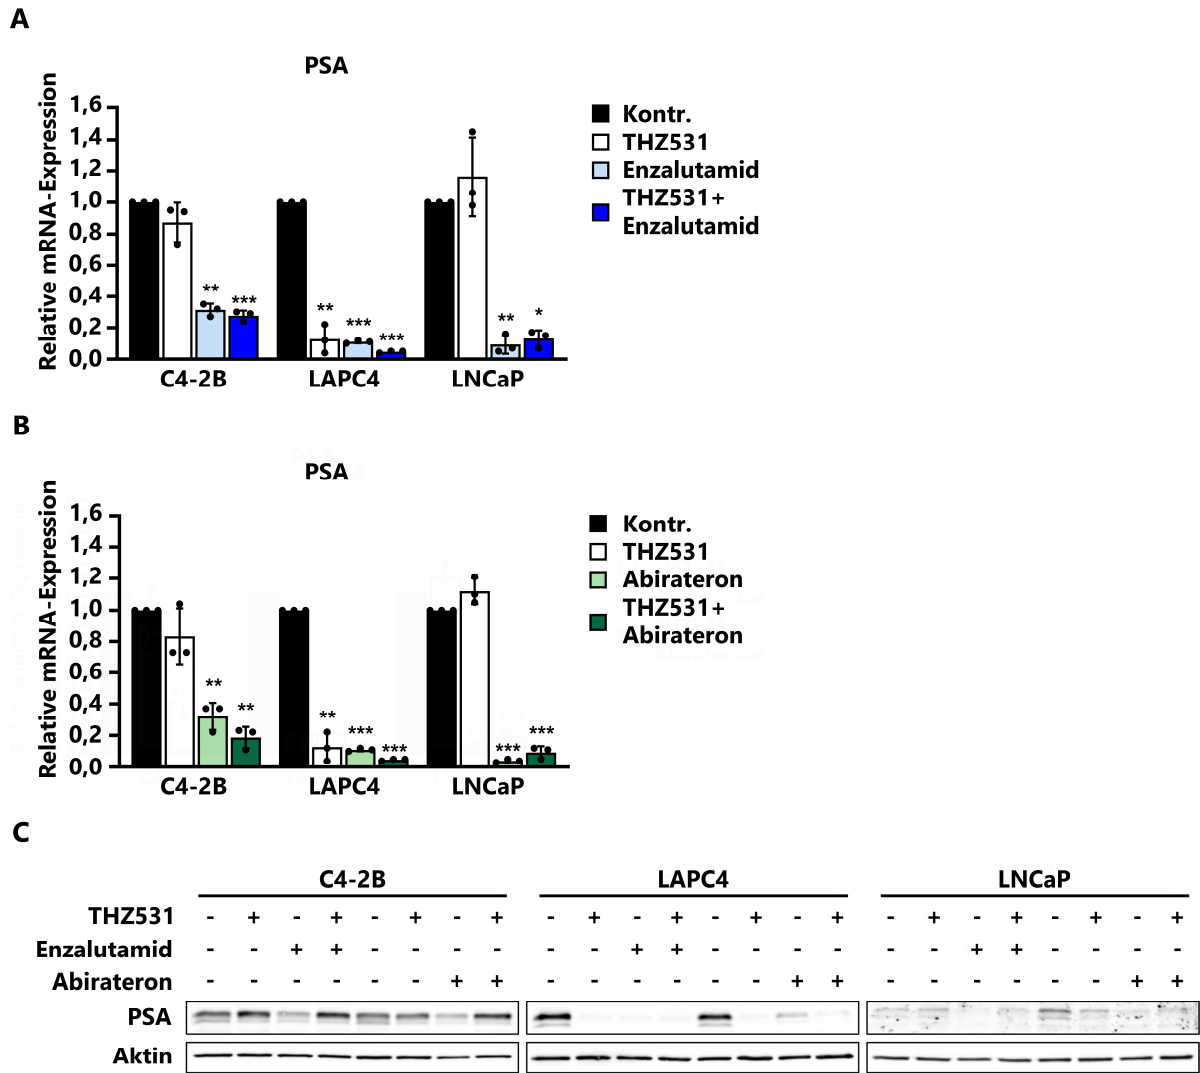 A
PSA
Relative mRNA-Expression
1,6
1,4
1,2
1,0
0,8
0,6
0,4
0,2
0,0
** ***
** *** ***
** *
C4-2B LAPC4 LNCaP
Kontr.
THZ531
Enzalutamid
THZ531+
Enzalutamid
B
PSA
Relative mRNA-Expression
1,6
1,4
1,2
1,0
0,8
0,6
0,4
0,2
0,0
** **
** *** ***
*** ***
C4-2B LAPC4 LNCaP
Kontr.
THZ531
Abirateron
THZ531+
Abirateron
C
C4-2B LAPC4 LNCaP
THZ531 - + - + - + - + - + - + - + - + - + - + - + - +
Enzalutamid - - + + - - - - - - + + - - - - - - + + - - - -
Abirateron - - - - - - + + - - - - - - + + - - - - - - + +
PSA
Aktin